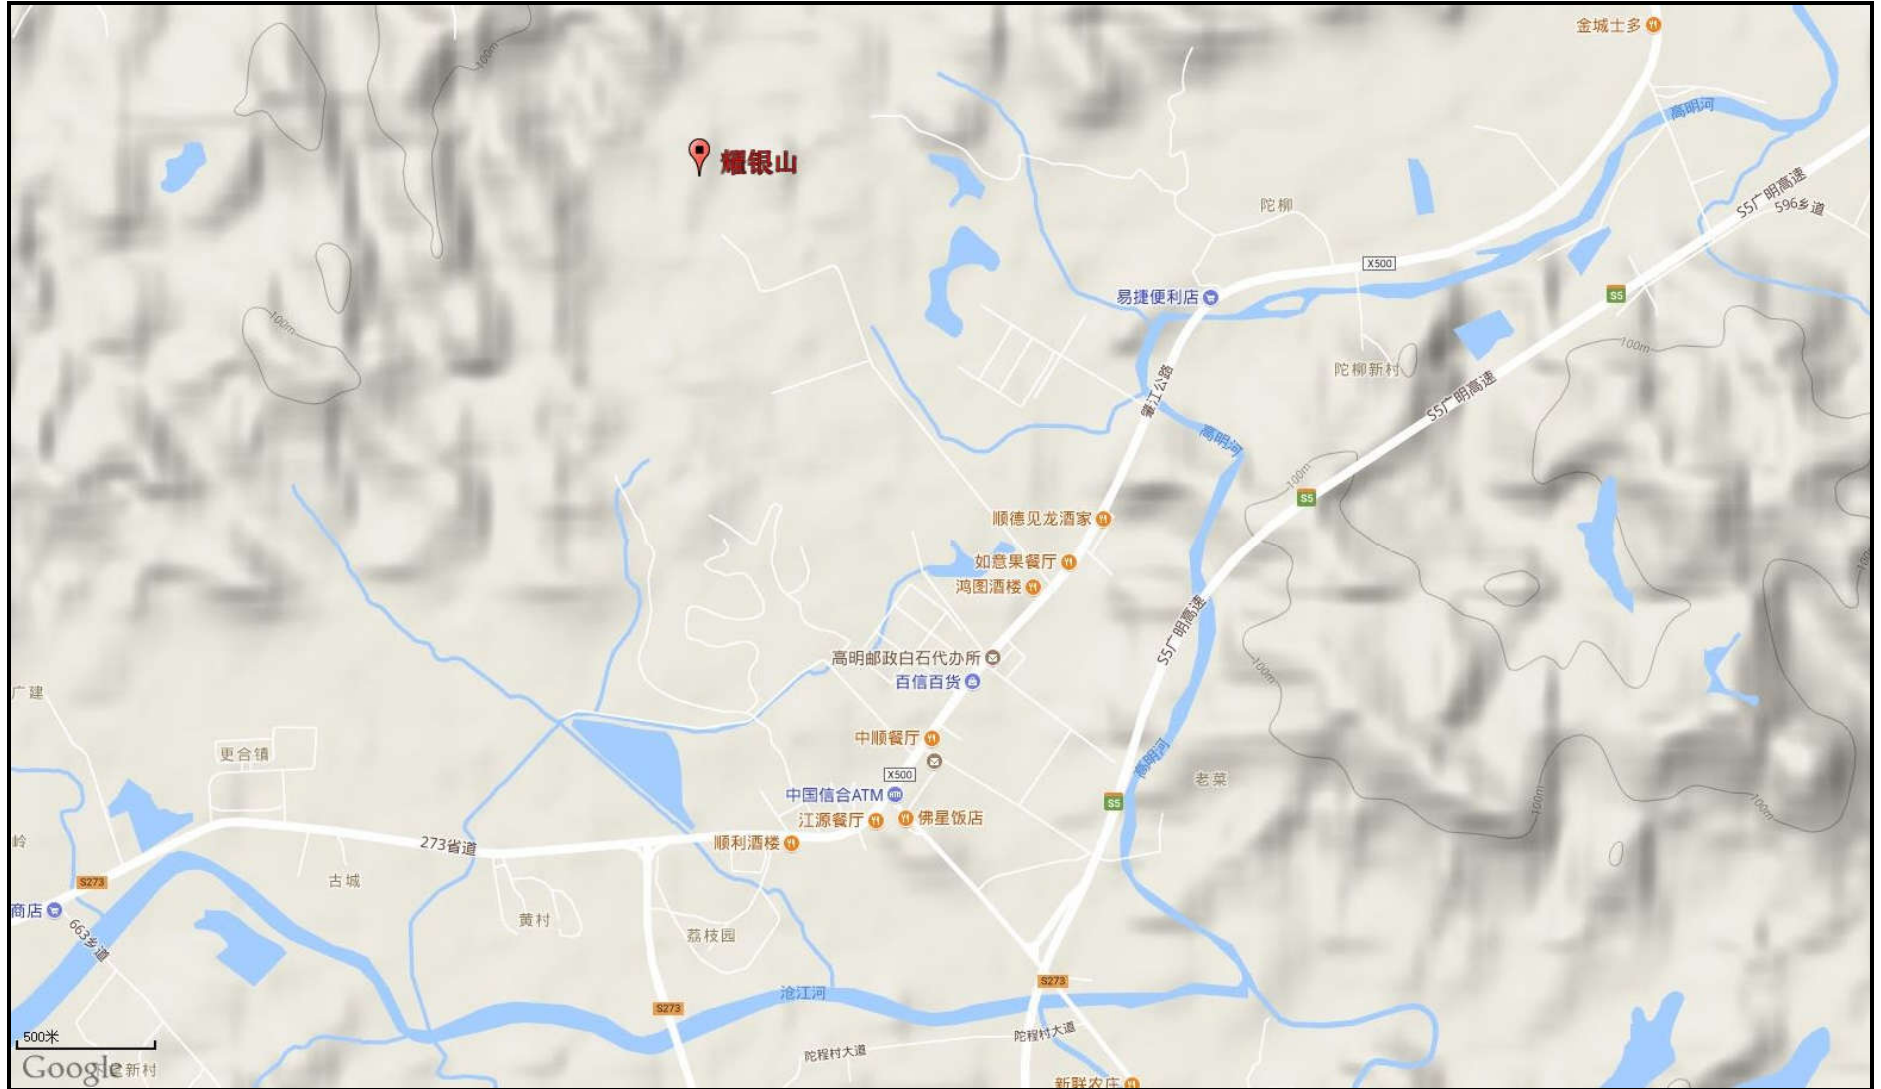 金城士多
100m
高明河
耀银山
S5广明高速
596乡道
陀柳
X500
易捷便利店
S5
100m
100m
陀柳新村
肇江公路
S5广明高速
高明河
100m
S5
顺德见龙酒家
如意果餐厅
鸿图酒楼
100m
S5广明高速
高明邮政白石代办所
100m
百信百货
广建
中顺餐厅
更合镇
高明河
X500
老菜
中国信合ATM
S5
100m
100m
江源餐厅
佛星饭店
岭
273省道
顺利酒楼
S273
古城
商店
黄村
663乡道
荔枝园
S273
沧江河
S273
500米
陀程村大道
陀程村大道
Google
新村
新联农庄